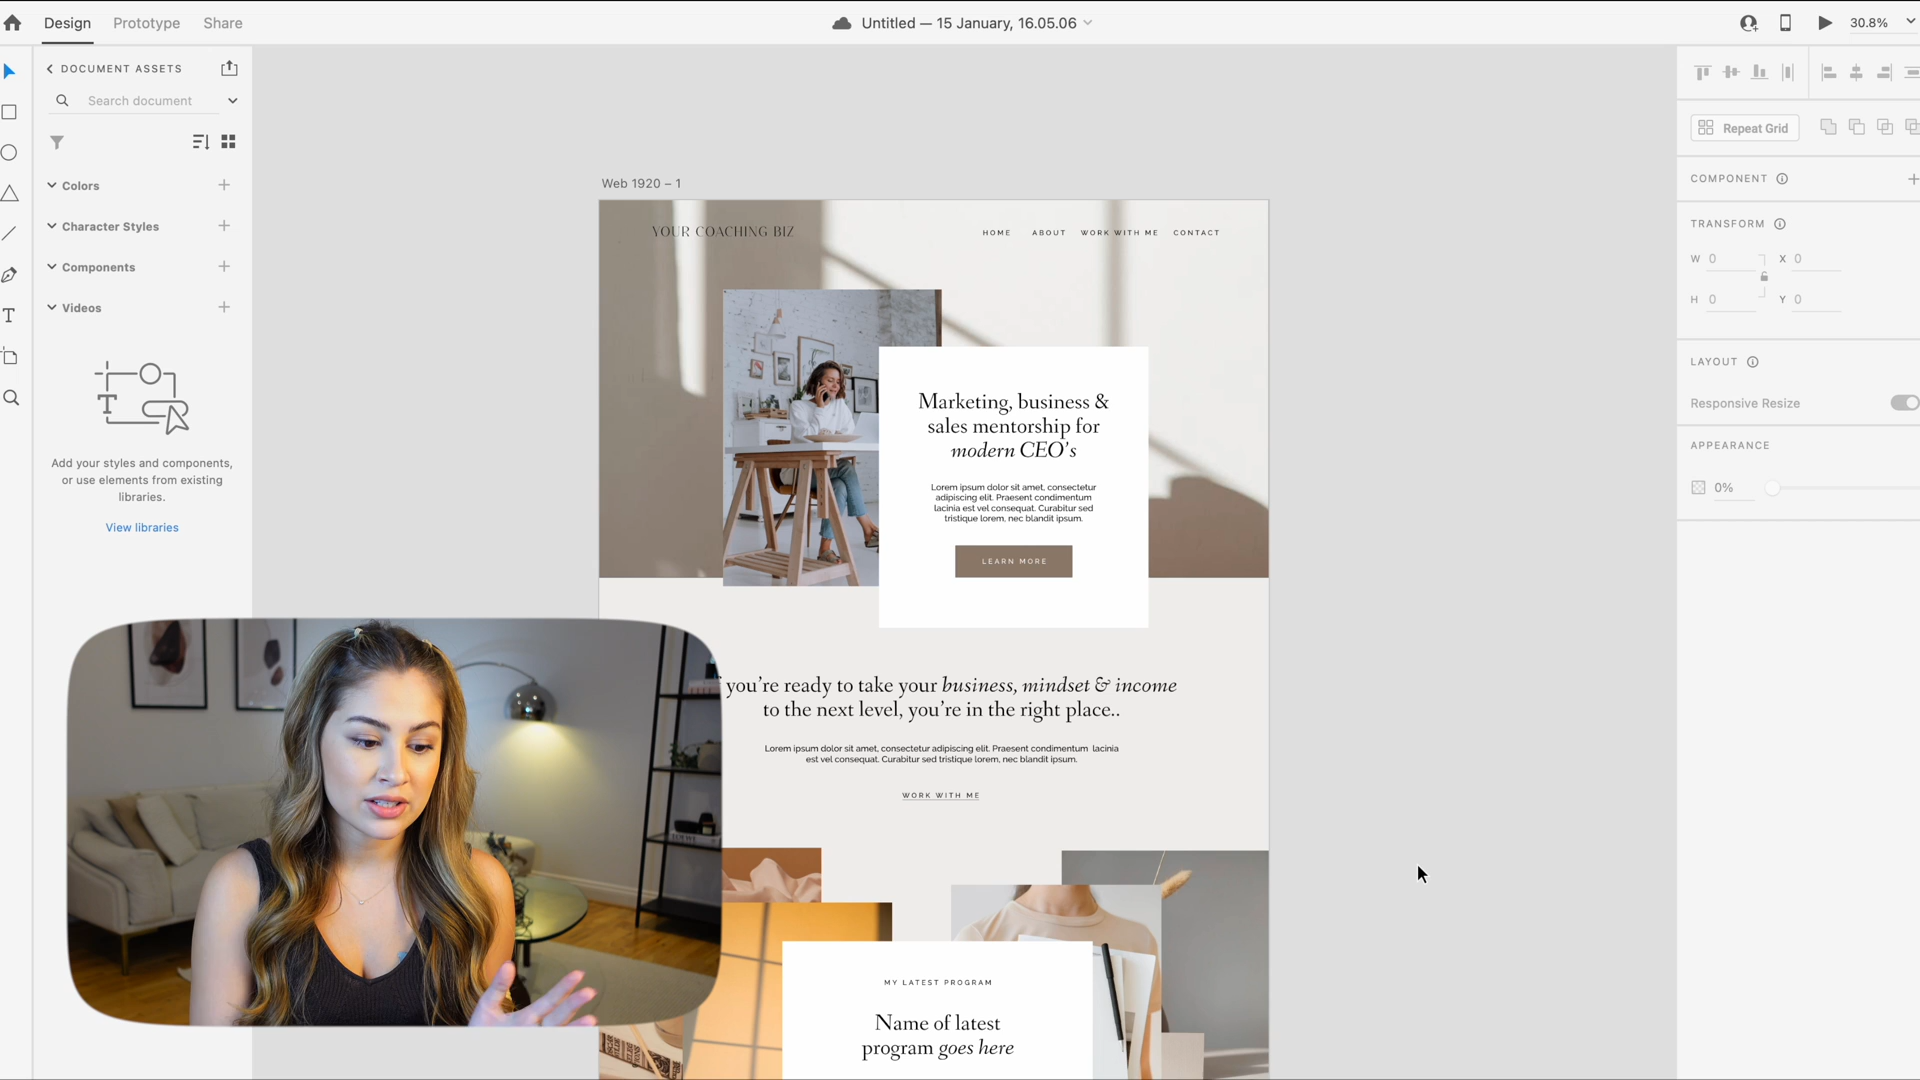 Design
Prototype
Share
Untitled — 15 January, 16.05.06
30.8%
DOCUMENT ASSETS
Search document
Colors
Character Styles
Components
Videos
Add your styles and components,
or use elements from existing
libraries.
View libraries
Web 1920 – 1
YOUR COACHING BIZ
HOME
ABOUT
WORK WITH ME
CONTACT
Marketing, business &
sales mentorship for
modern CEO's
Lorem ipsum dolor sit amet, consectetur
adipiscing elit. Praesent condimentum
lacinia est vel consequat. Curabitur sed
tristique lorem, nec blandit ipsum.
LEARN MORE
you're ready to take your business, mindset & income
to the next level, you're in the right place..
Lorem ipsum dolor sit amet, consectetur adipiscing elit. Praesent condimentum lacinia
est vel consequat. Curabitur sed tristique lorem, nec blandit ipsum.
WORK WITH ME
MY LATEST PROGRAM
Name of latest
program goes here
Repeat Grid
COMPONENT
TRANSFORM
W 0
X 0
H 0
Y 0
LAYOUT
Responsive Resize
APPEARANCE
0%